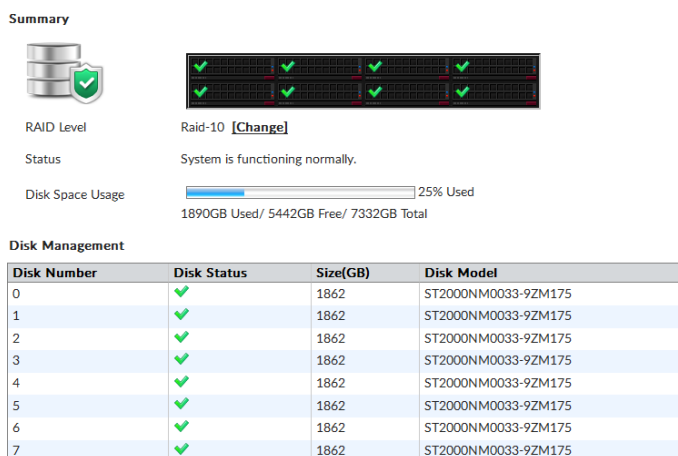 Summary
RAID Level Raid-10 [Change]
Status System is functioning normally.
Disk Space Usage 25% Used
1890GB Used/ 5442GB Free/ 7332GB Total
Disk Management
Disk Number Disk Status Size(GB) Disk Model
0 1862 ST2000NM0033-9ZM175
1 1862 ST2000NM0033-9ZM175
2 1862 ST2000NM0033-9ZM175
3 1862 ST2000NM0033-9ZM175
4 1862 ST2000NM0033-9ZM175
5 1862 ST2000NM0033-9ZM175
6 1862 ST2000NM0033-9ZM175
7 1862 ST2000NM0033-9ZM175